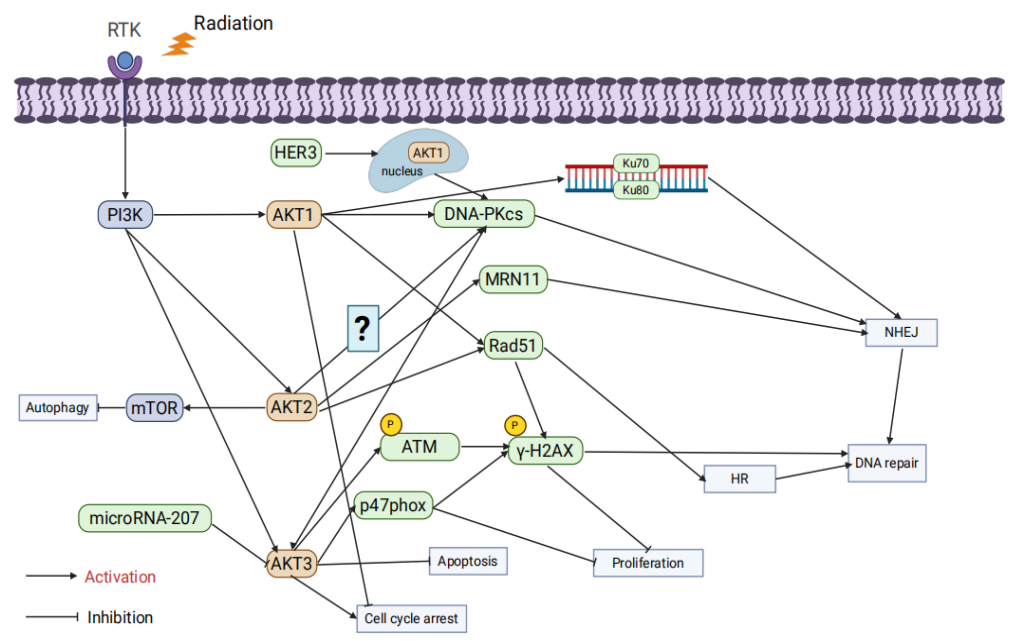 RTK
Radiation
HER3
AKT1
nucleus
Ku70
Ku80
PI3K
AKT1
DNA-PKcs
MRN11
?
NHEJ
Rad51
Autophagy
mTOR
AKT2
P
P
ATM
γ-H2AX
DNA repair
HR
p47phox
microRNA-207
AKT3
Apoptosis
Proliferation
Activation
Inhibition
Cell cycle arrest